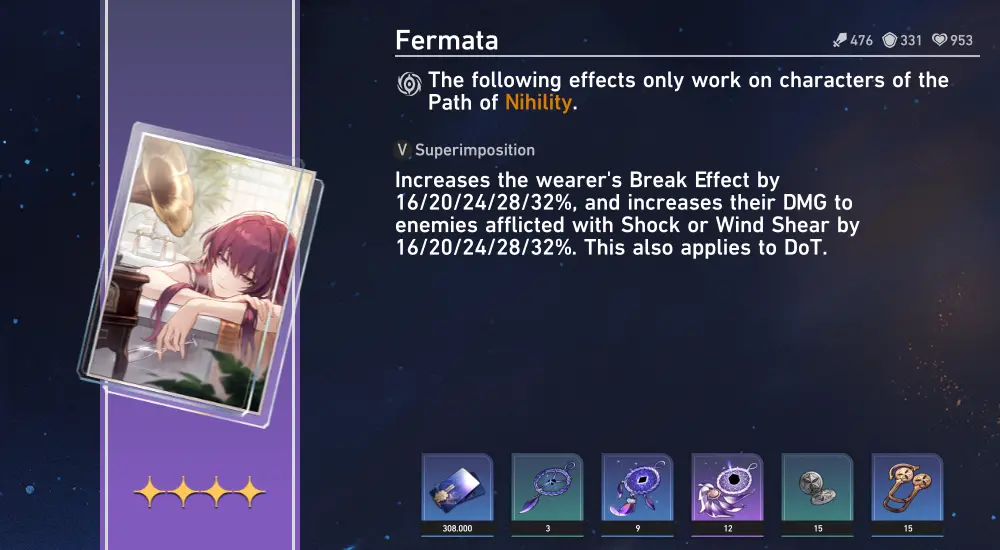 Fermata
476 331 953
The following effects only work on characters of the
Path of Nihility.
V Superimposition
Increases the wearer's Break Effect by
16/20/24/28/32%, and increases their DMG to
enemies afflicted with Shock or Wind Shear by
16/20/24/28/32%. This also applies to DoT.
308.000 3 9 12 15 15